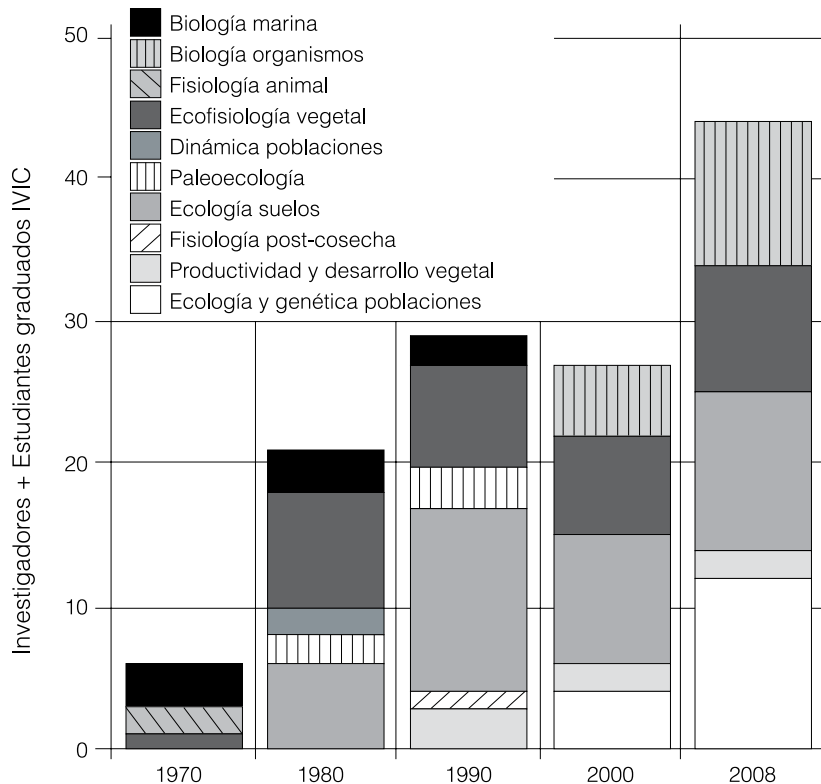 Investigadores + Estudiantes graduados IVIC
50
40
30
20
10
0
Biología marina
Biología organismos
Fisiología animal
Ecofisiología vegetal
Dinámica poblaciones
Paleoecología
Ecología suelos
Fisiología post-cosecha
Productividad y desarrollo vegetal
Ecología y genética poblaciones
1970
1980
1990
2000
2008